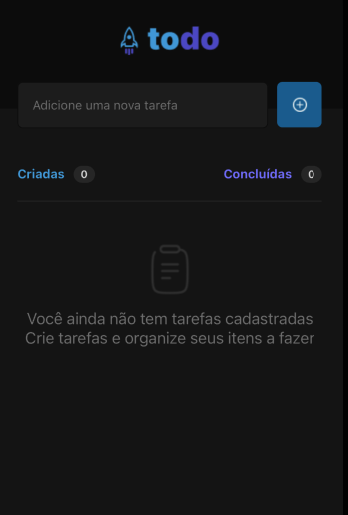 todo
Adicione uma nova tarefa
Criadas 0
Concluídas 0
Você ainda não tem tarefas cadastradas
Crie tarefas e organize seus itens a fazer